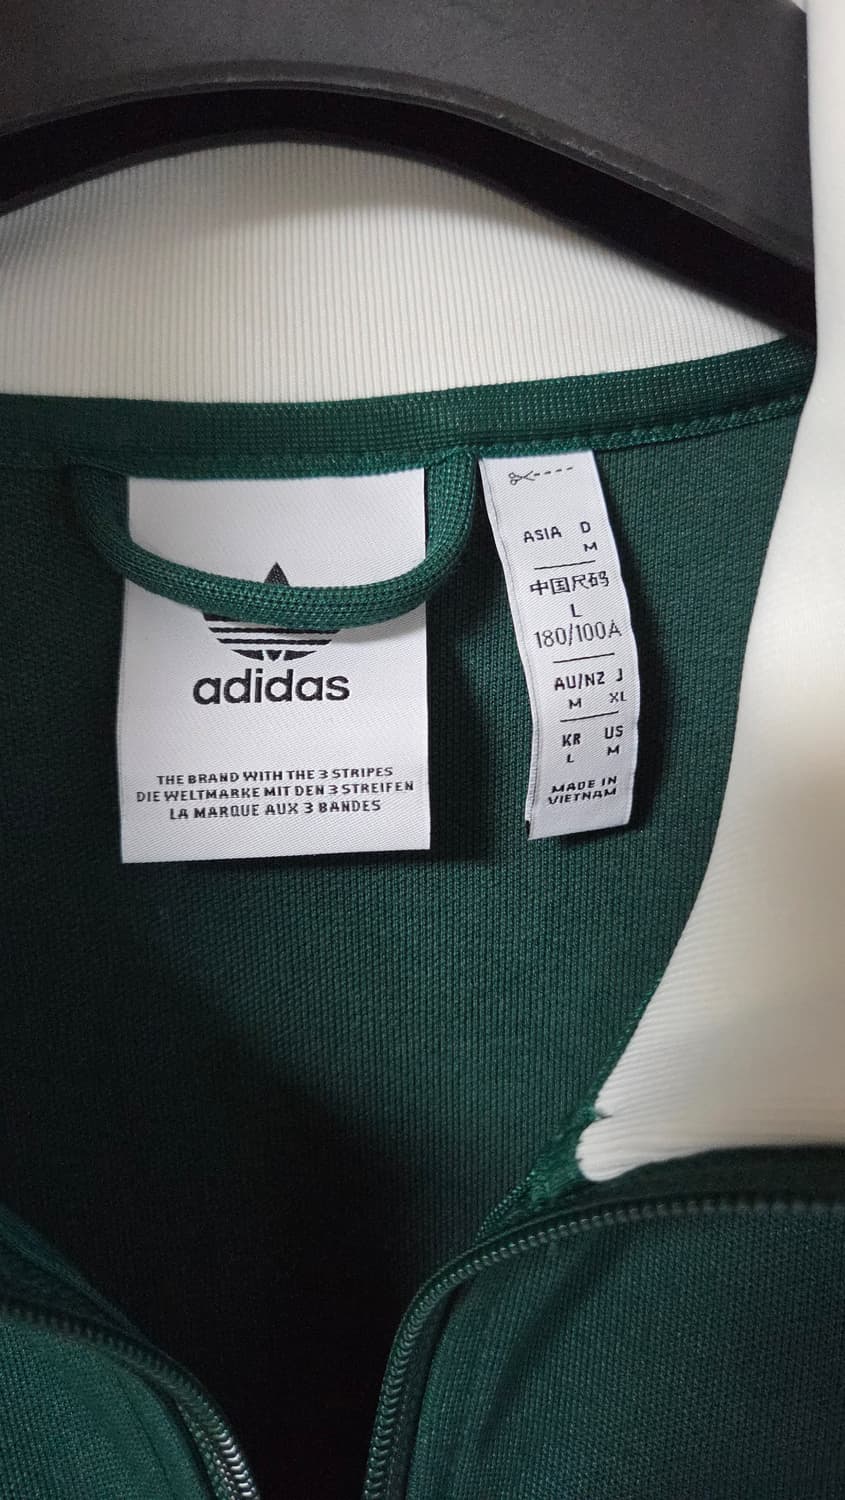 adidas
THE BRAND WITH THE 3 STRIPES
DIE WELTMARKE MIT DEN 3 STREIFEN
LA MARQUE AUX 3 BANDES
ASIA D
M
中国尺码
L
180/100A
AU/NZ J
M XL
KR US
L M
MADE IN
VIETNAM